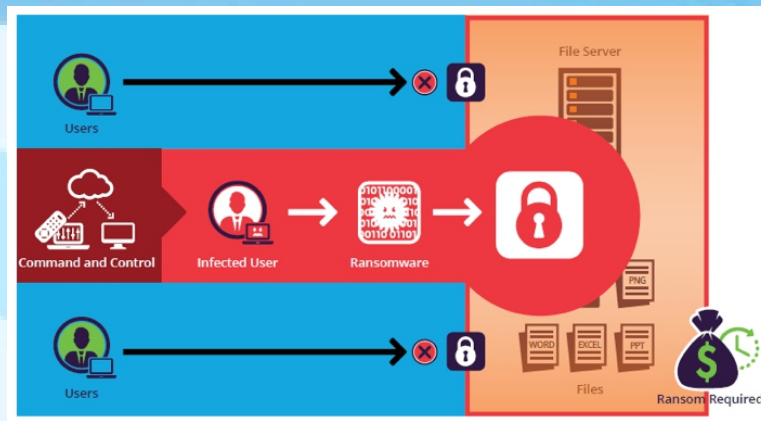 File Server
Users
Command and Control
Infected User
Ransomware
PNG
WORD
EXCEL
PPT
Users
Files
Ransom Required